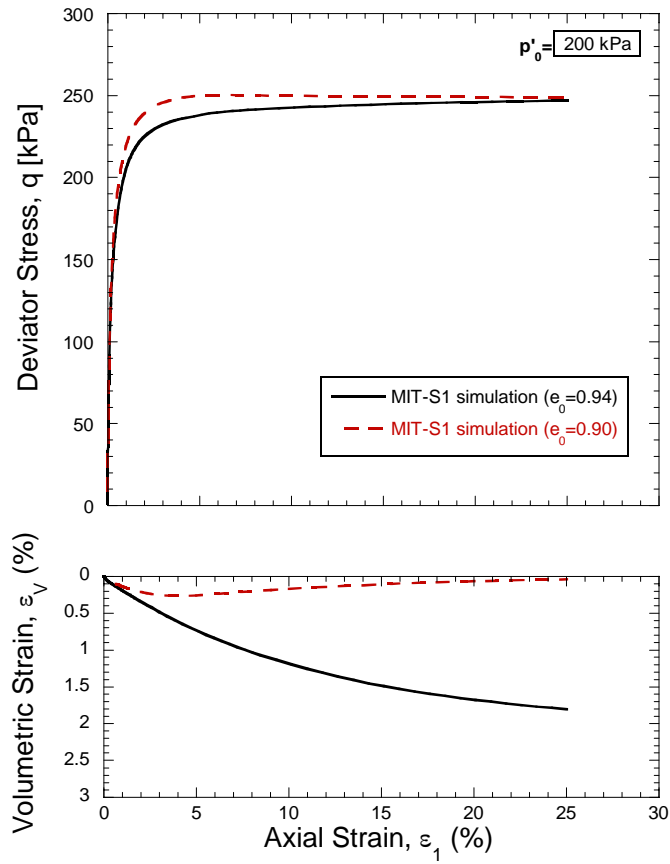 300
250
200
150
100
50
0
Deviator Stress, q [kPa]
p'0= 200 kPa
MIT-S1 simulation (e0=0.94)
MIT-S1 simulation (e0=0.90)
0
0.5
1
1.5
2
2.5
3
Volumetric Strain, εV (%)
0 5 10 15 20 25 30
Axial Strain, ε1 (%)